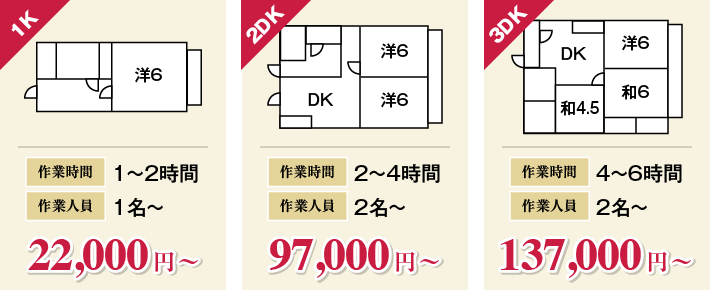 1K
洋6
作業時間 1～2時間
作業人員 1名～
22,000円～
2DK
洋6
DK 洋6
作業時間 2～4時間
作業人員 2名～
97,000円～
3DK
DK 洋6
和4.5 和6
作業時間 4～6時間
作業人員 2名～
137,000円～